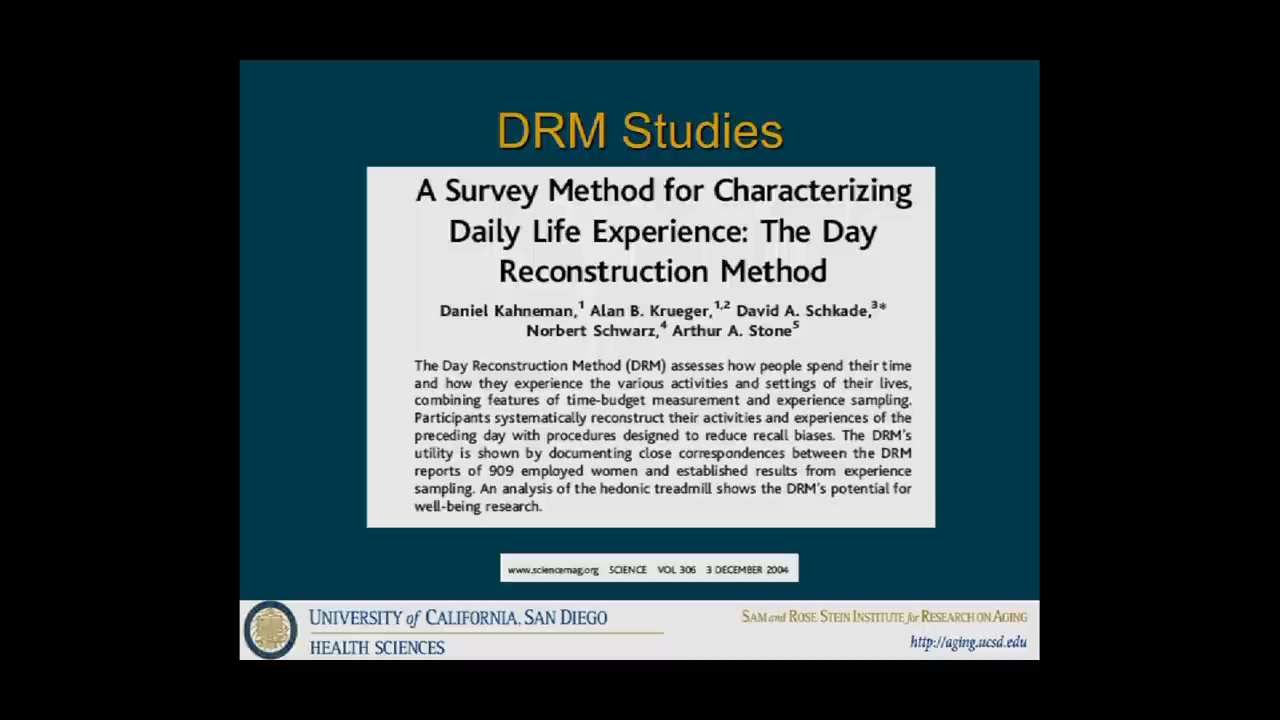 DRM Studies
A Survey Method for Characterizing
Daily Life Experience: The Day
Reconstruction Method
Daniel Kahneman,¹ Alan B. Krueger,¹,² David A. Schkade,³*
Norbert Schwarz,⁴ Arthur A. Stone⁵
The Day Reconstruction Method (DRM) assesses how people spend their time
and how they experience the various activities and settings of their lives,
combining features of time-budget measurement and experience sampling.
Participants systematically reconstruct their activities and experiences of the
preceding day with procedures designed to reduce recall biases. The DRM's
utility is shown by documenting close correspondences between the DRM
reports of 909 employed women and established results from experience
sampling. An analysis of the hedonic treadmill shows the DRM's potential for
well-being research.
www.sciencemag.org SCIENCE VOL 306 3 DECEMBER 2004
UNIVERSITY of CALIFORNIA, SAN DIEGO
HEALTH SCIENCES
SAM and ROSE STEIN INSTITUTE for RESEARCH ON AGING
http://aging.ucsd.edu